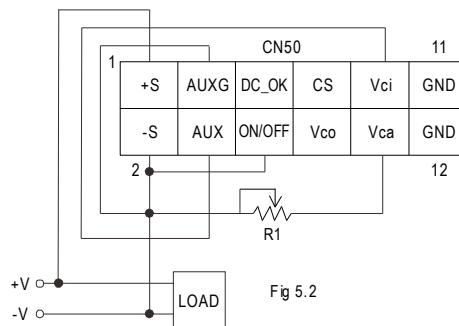 CN50
1 11
+S AUXG DC_OK CS Vci GND
-S AUX ON/OFF Vco Vca GND
2 12
R1
+V
-V
LOAD
Fig 5.2